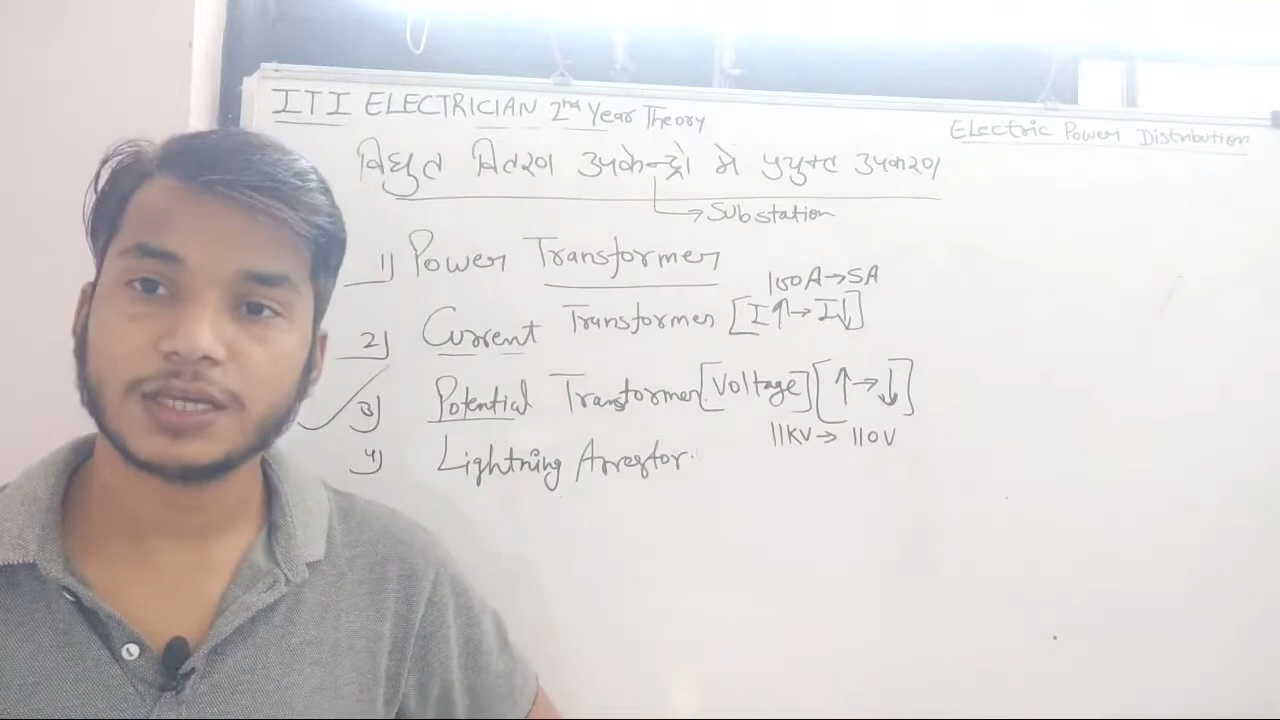 ITI ELECTRICIAN 2nd Year Theory
Electric Power Distribution
विधुत वितरण उपकेन्द्रो मे प्रयुक्त उपकरण
→ Substation
1) Power Transformer
100A→5A
2) Current Transformer [I↑→I↓]
3) Potential Transformer [Voltage] [↑→↓]
11KV→110V
4) Lightning Arrestor